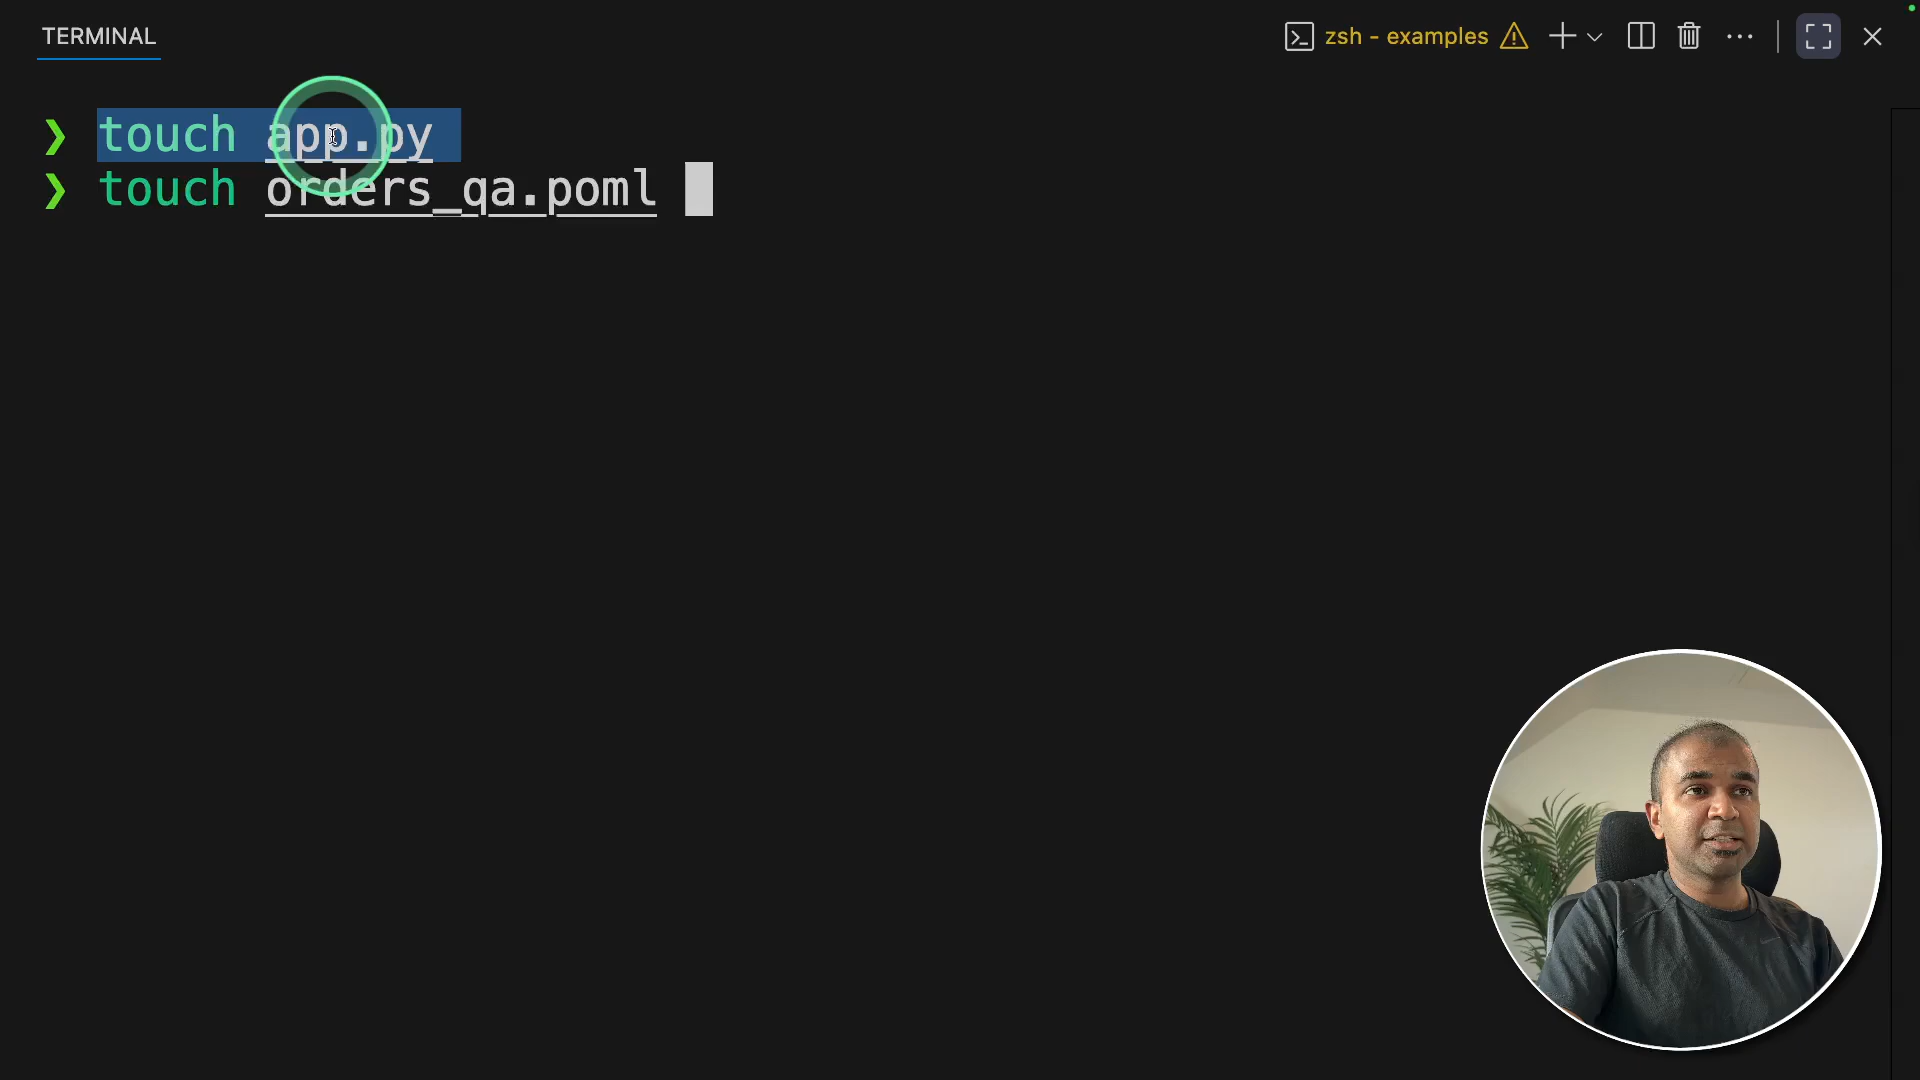 TERMINAL
zsh - examples
❯ touch app.py
❯ touch orders_qa.poml